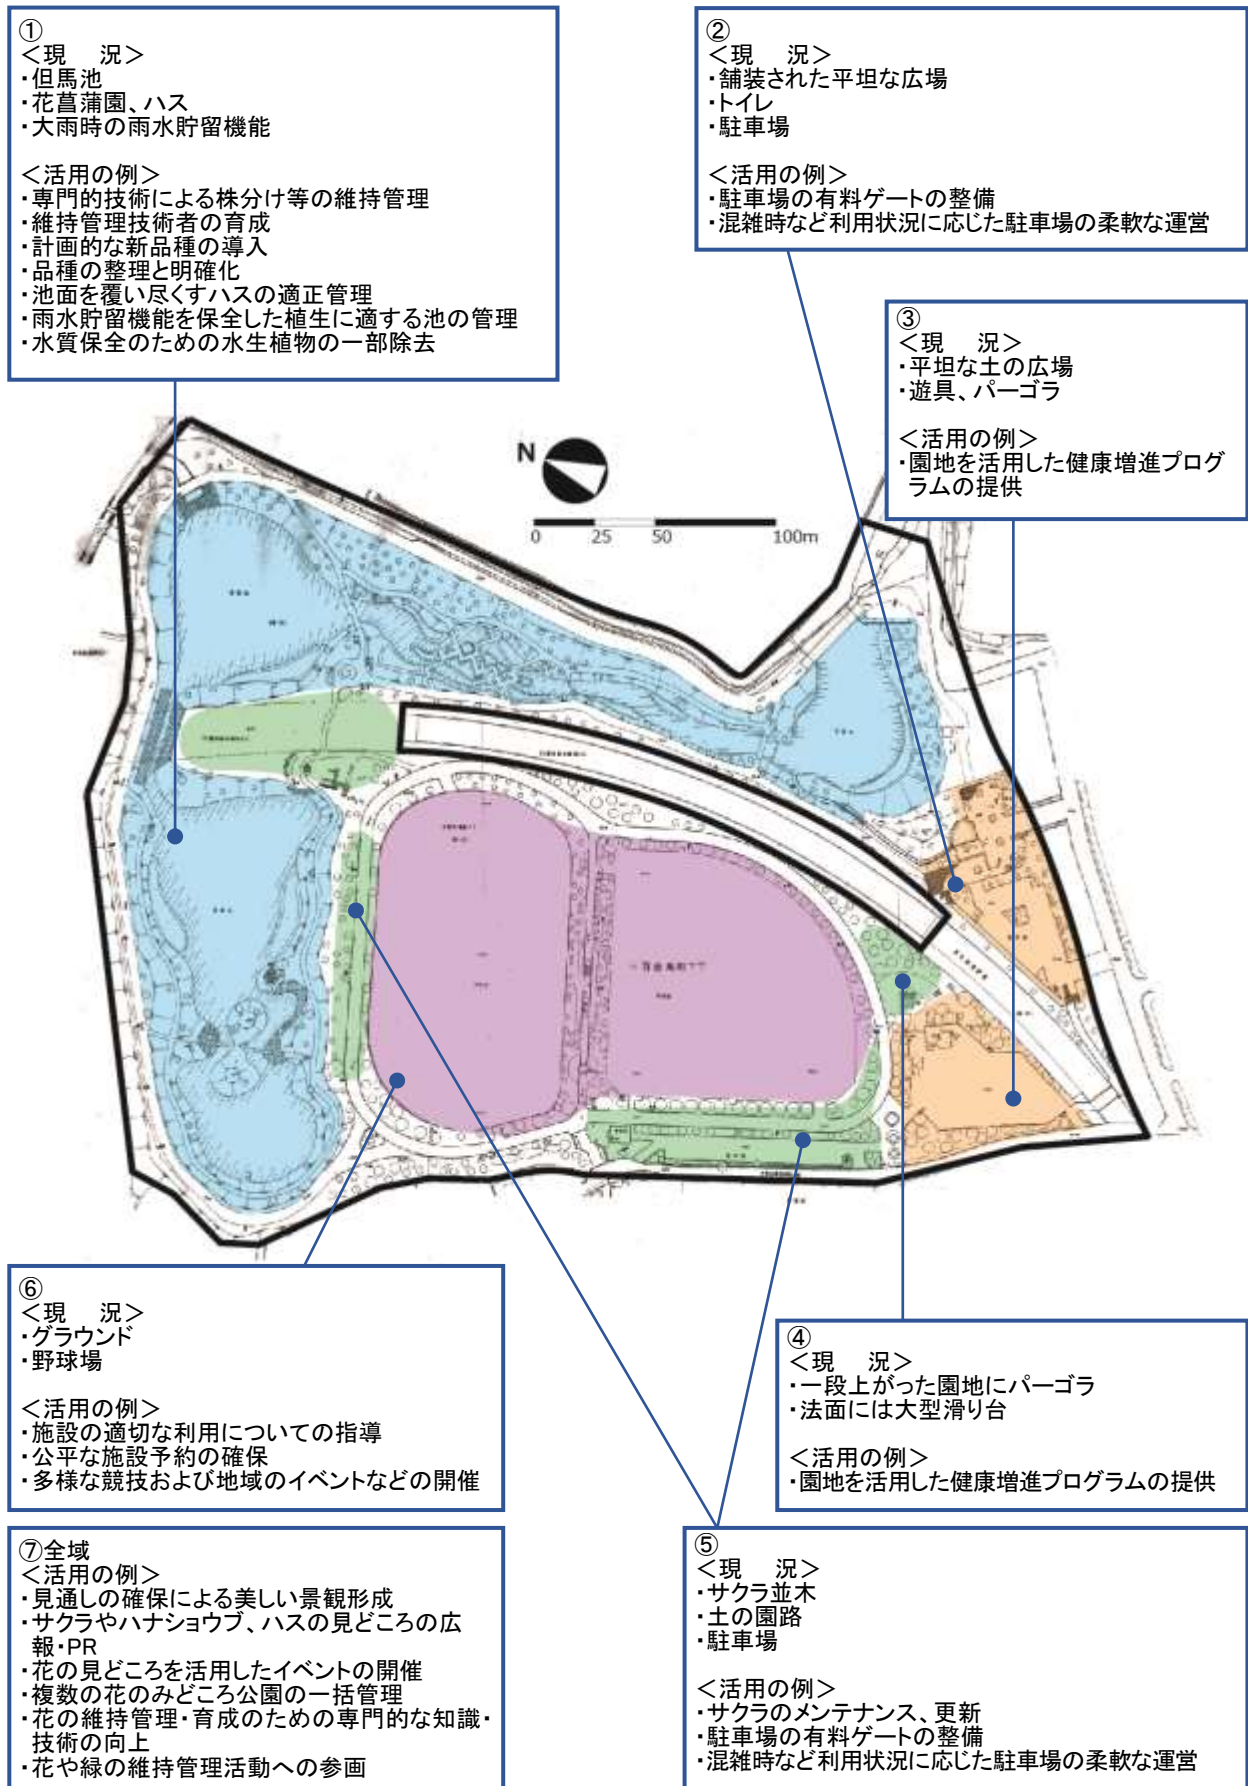 ①
＜現　況＞
・但馬池
・花菖蒲園、ハス
・大雨時の雨水貯留機能
＜活用の例＞
・専門的技術による株分け等の維持管理
・維持管理技術者の育成
・計画的な新品種の導入
・品種の整理と明確化
・池面を覆い尽くすハスの適正管理
・雨水貯留機能を保全した植生に適する池の管理
・水質保全のための水生植物の一部除去
②
＜現　況＞
・舗装された平坦な広場
・トイレ
・駐車場
＜活用の例＞
・駐車場の有料ゲートの整備
・混雑時など利用状況に応じた駐車場の柔軟な運営
③
＜現　況＞
・平坦な土の広場
・遊具、パーゴラ
＜活用の例＞
・園地を活用した健康増進プログ
ラムの提供
N
0 25 50 100m
⑥
＜現　況＞
・グラウンド
・野球場
＜活用の例＞
・施設の適切な利用についての指導
・公平な施設予約の確保
・多様な競技および地域のイベントなどの開催
④
＜現　況＞
・一段上がった園地にパーゴラ
・法面には大型滑り台
＜活用の例＞
・園地を活用した健康増進プログラムの提供
⑦全域
＜活用の例＞
・見通しの確保による美しい景観形成
・サクラやハナショウブ、ハスの見どころの広
報・PR
・花の見どころを活用したイベントの開催
・複数の花のみどころ公園の一括管理
・花の維持管理・育成のための専門的な知識・
技術の向上
・花や緑の維持管理活動への参画
⑤
＜現　況＞
・サクラ並木
・土の園路
・駐車場
＜活用の例＞
・サクラのメンテナンス、更新
・駐車場の有料ゲートの整備
・混雑時など利用状況に応じた駐車場の柔軟な運営